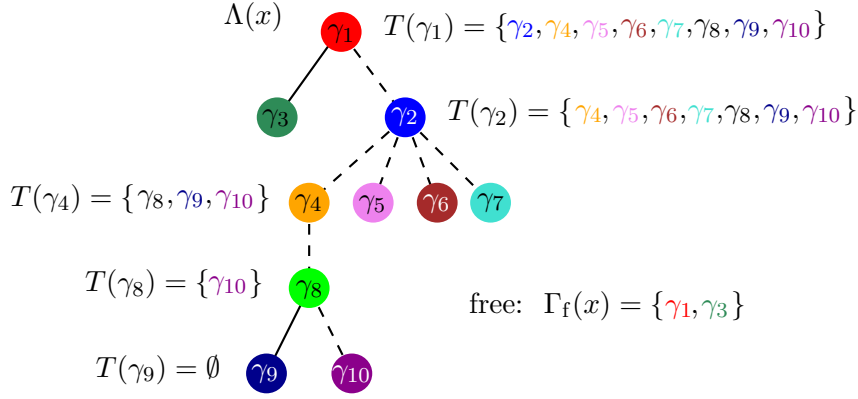 Λ(x)
γ₁
T(γ₁) = {γ₂,γ₄,γ₅,γ₆,γ₇,γ₈,γ₉,γ₁₀}
γ₃
γ₂
T(γ₂) = {γ₄,γ₅,γ₆,γ₇,γ₈,γ₉,γ₁₀}
T(γ₄) = {γ₈,γ₉,γ₁₀}
γ₄
γ₅
γ₆
γ₇
T(γ₈) = {γ₁₀}
γ₈
free: Γ_f(x) = {γ₁,γ₃}
T(γ₉) = ∅
γ₉
γ₁₀